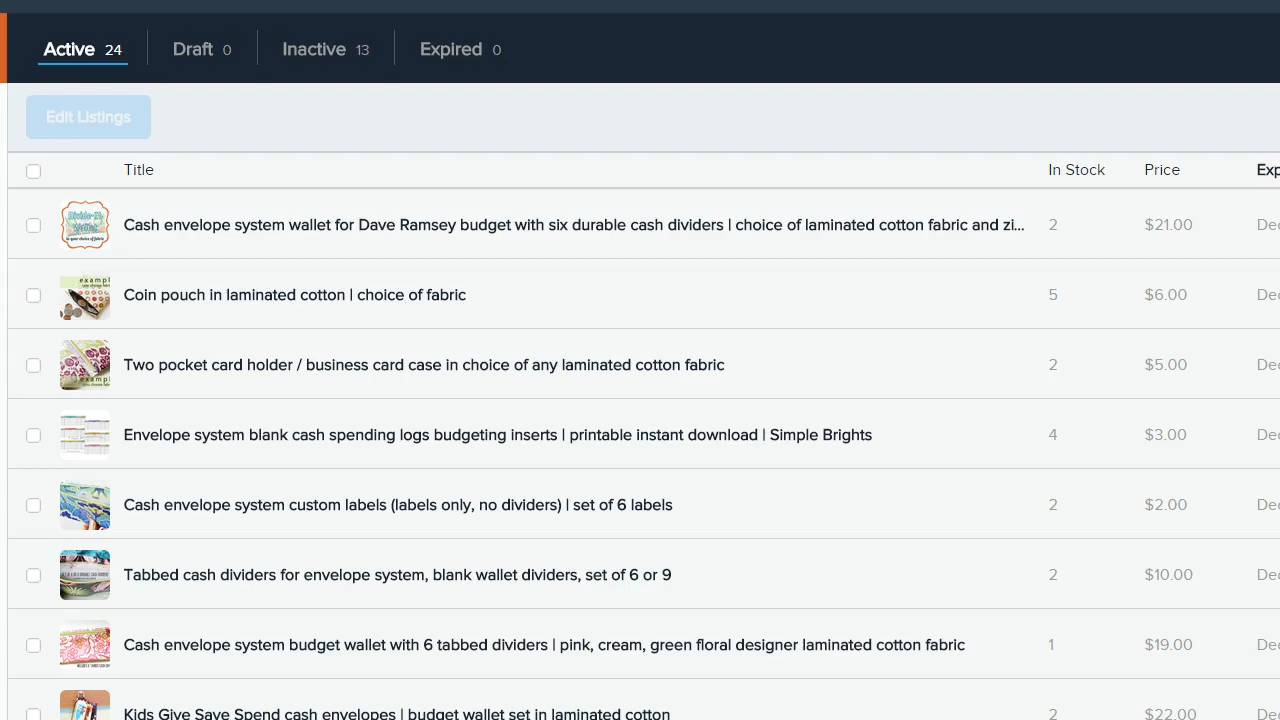 Active 24 Draft 0 Inactive 13 Expired 0
Edit Listings
Title In Stock Price
Divide-It Wallet
Cash envelope system wallet for Dave Ramsey budget with six durable cash dividers | choice of laminated cotton fabric and zi... 2 $21.00
Coin pouch in laminated cotton | choice of fabric 5 $6.00
Two pocket card holder / business card case in choice of any laminated cotton fabric 2 $5.00
Envelope system blank cash spending logs budgeting inserts | printable instant download | Simple Brights 4 $3.00
Cash envelope system custom labels (labels only, no dividers) | set of 6 labels 2 $2.00
Tabbed cash dividers for envelope system, blank wallet dividers, set of 6 or 9 2 $10.00
Cash envelope system budget wallet with 6 tabbed dividers | pink, cream, green floral designer laminated cotton fabric 1 $19.00
Kids Give Save Spend cash envelopes | budget wallet set in laminated cotton 2 $22.00